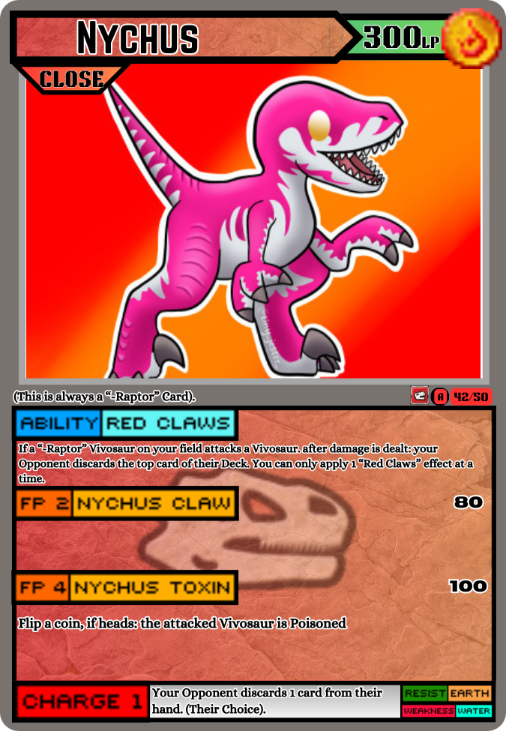 NYCHUS
300LP
CLOSE
(This is always a "-Raptor" Card).
A 42/50
ABILITY RED CLAWS
If a "-Raptor" Vivosaur on your field attacks a Vivosaur. after damage is dealt: your
Opponent discards the top card of their Deck. You can only apply 1 "Red Claws" effect at a
time.
FP 2 NYCHUS CLAW 80
FP 4 NYCHUS TOXIN 100
Flip a coin, if heads: the attacked Vivosaur is Poisoned
CHARGE 1
Your Opponent discards 1 card from their
hand. (Their Choice).
RESIST EARTH
WEAKNESS WATER